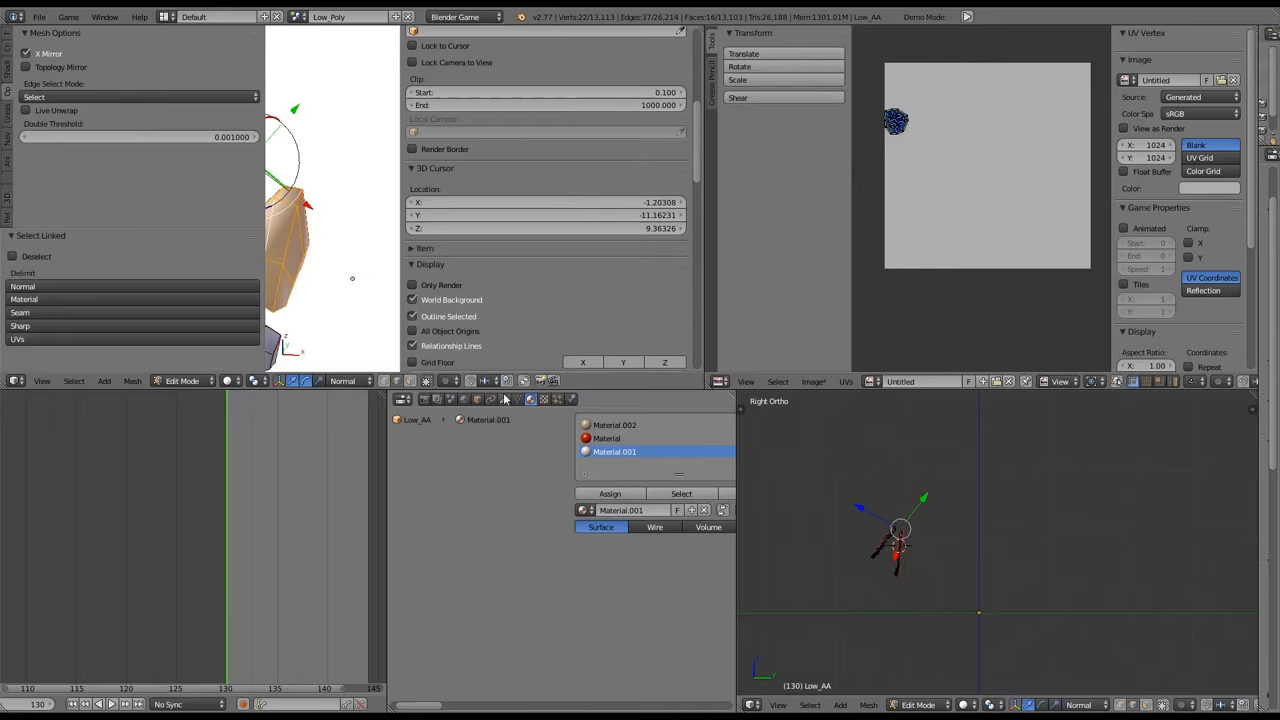 File Game Window Help Default Low_Poly Blender Game v2.77 | Verts:22/13,113 | Edges:37/26,214 | Faces:16/13,103 | Tris:26,188 | Mem:1301.01M | Low_AA Demo Mode:
Mesh Options
X Mirror
Topology Mirror
Edge Select Mode:
Select
Live Unwrap
Double Threshold:
0.001000
Select Linked
Deselect
Delimit:
Normal
Material
Seam
Sharp
UVs
View Select Add Mesh Edit Mode Normal
Lock to Cursor
Lock Camera to View
Clip:
Start: 0.100
End: 1000.000
Local Camera:
Render Border
3D Cursor
Location:
X: -1.20308
Y: -11.16231
Z: 9.36326
Item
Display
Only Render
World Background
Outline Selected
All Object Origins
Relationship Lines
Grid Floor X Y Z
Tools
Grease Pencil
Transform
Translate
Rotate
Scale
Shear
UV Vertex
Image
Untitled F
Source: Generated
Color Spa sRGB
View as Render
X: 1024 Blank
Y: 1024 UV Grid
Float Buffer Color Grid
Color:
Game Properties
Animated Clamp:
Start: 0 X
End: 0 Y
Speed: 1
Tiles UV Coordinates
X: 1 Reflection
Y: 1
Display
Aspect Ratio: Coordinates:
X: 1.00 Repeat
View Select Image* UVs Untitled F View
Low_AA Material.001
Material.002
Material
Material.001
Assign Select
Material.001 F
Surface Wire Volume
Right Ortho
(130) Low_AA
View Select Add Mesh Edit Mode Normal
110 115 120 125 130 135 140 145
130 No Sync